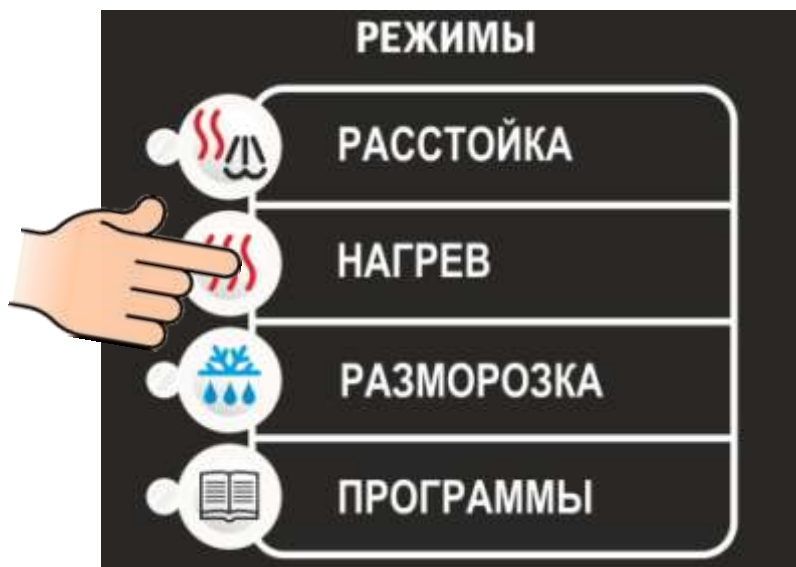 РЕЖИМЫ
РАССТОЙКА
НАГРЕВ
РАЗМОРОЗКА
ПРОГРАММЫ